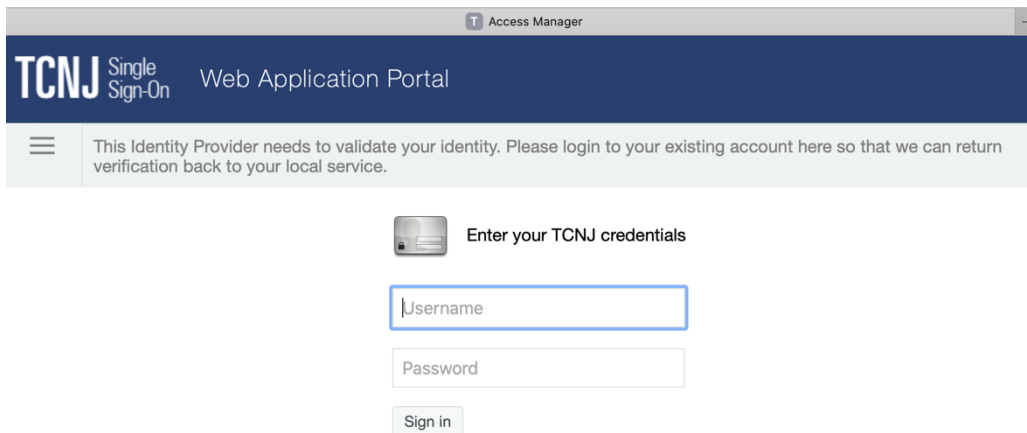 T Access Manager
TCNJ Single Sign-On Web Application Portal
This Identity Provider needs to validate your identity. Please login to your existing account here so that we can return
verification back to your local service.
Enter your TCNJ credentials
Username
Password
Sign in